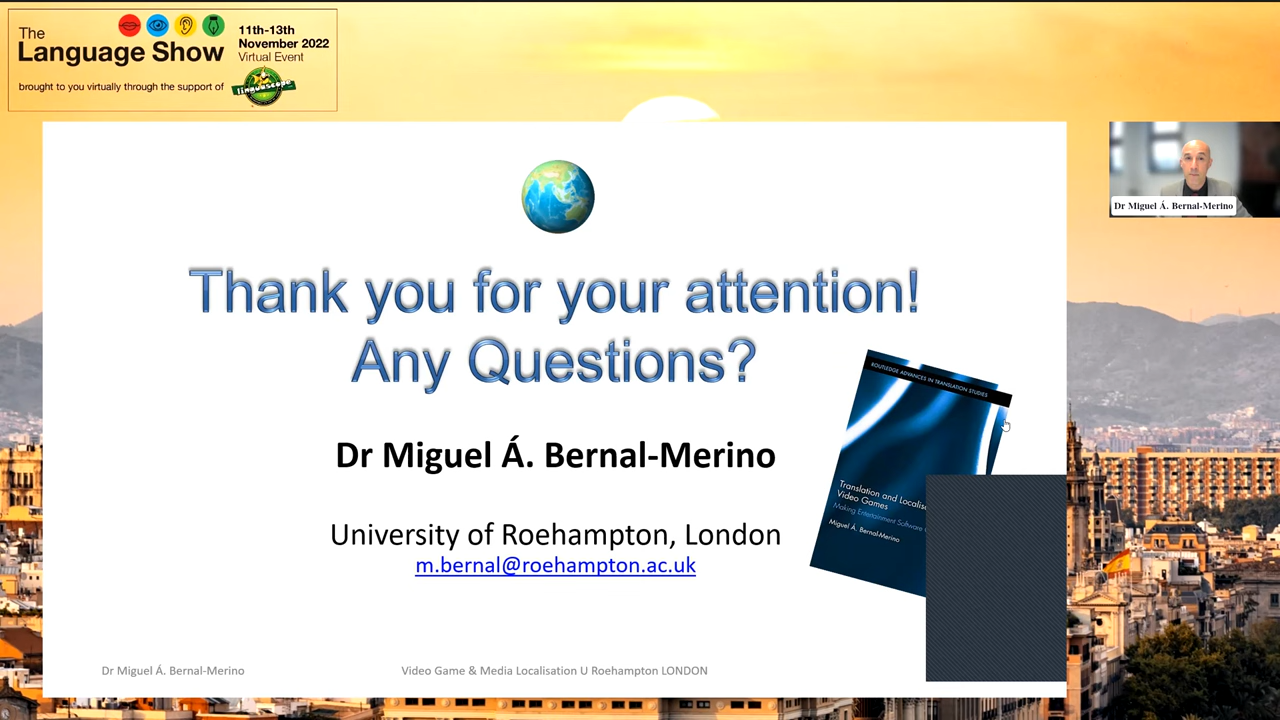 The
Language Show
11th-13th
November 2022
Virtual Event
brought to you virtually through the support of
linguascope
Dr Miguel Á. Bernal-Merino
Thank you for your attention!
Any Questions?
Dr Miguel Á. Bernal-Merino
University of Roehampton, London
m.bernal@roehampton.ac.uk
ROUTLEDGE ADVANCES IN TRANSLATION STUDIES
Translation and Localis
Video Games
Making Entertainment Software
Miguel Á. Bernal-Merino
Dr Miguel Á. Bernal-Merino
Video Game & Media Localisation U Roehampton LONDON